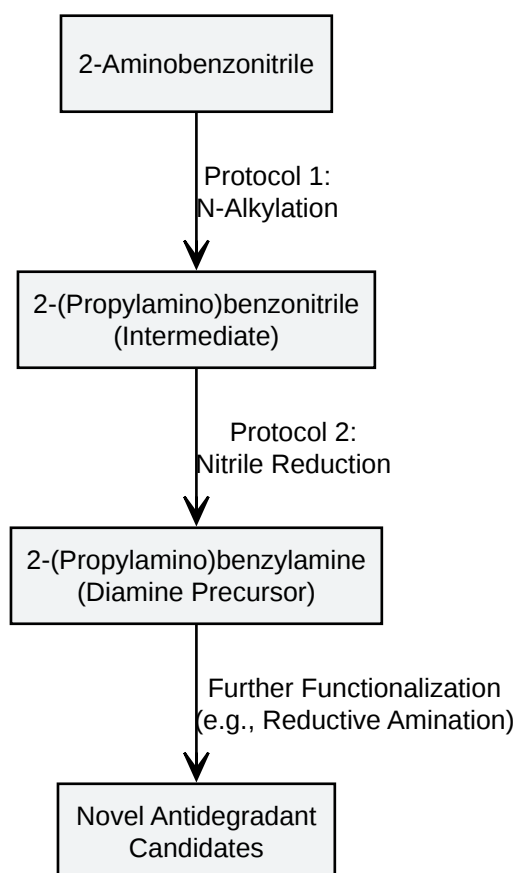 2-Aminobenzonitrile
Protocol 1:
N-Alkylation
2-(Propylamino)benzonitrile
(Intermediate)
Protocol 2:
Nitrile Reduction
2-(Propylamino)benzylamine
(Diamine Precursor)
Further Functionalization
(e.g., Reductive Amination)
Novel Antidegradant
Candidates